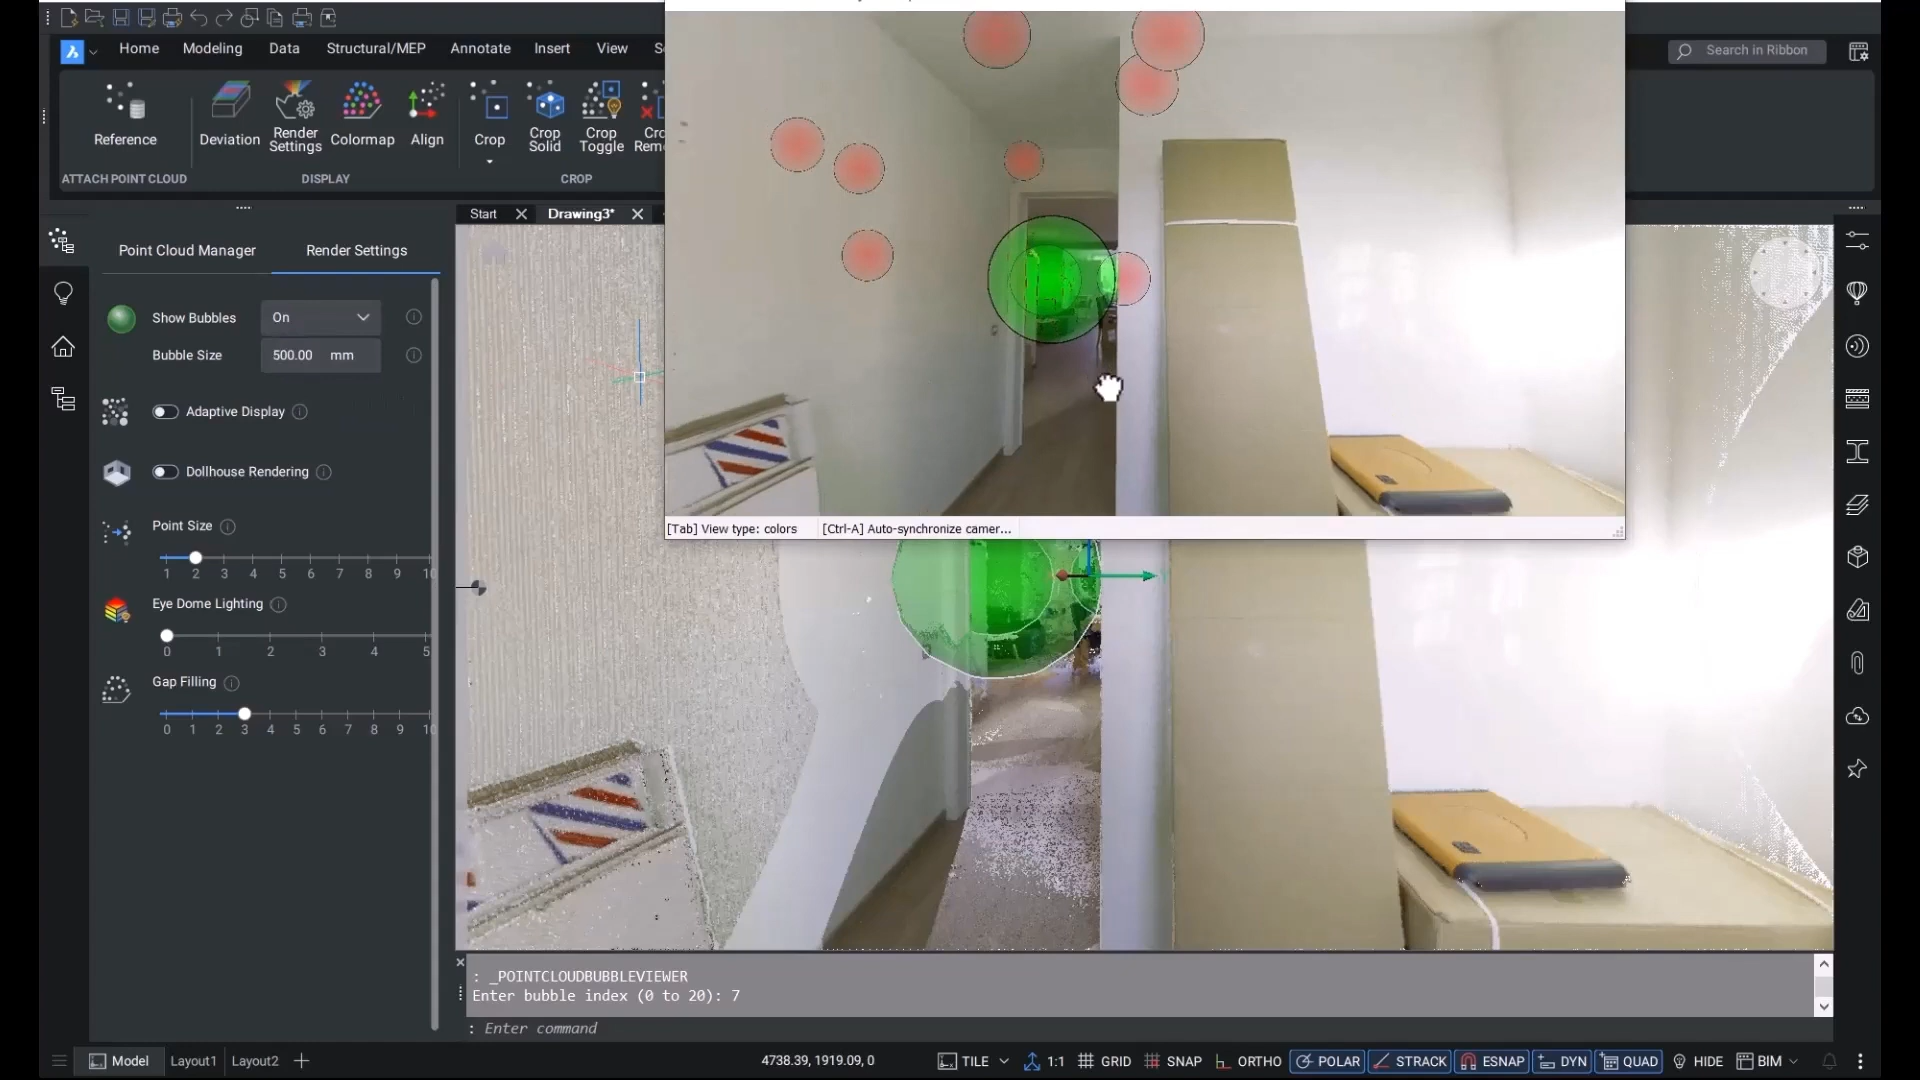 Home Modeling Data Structural/MEP Annotate Insert View
Search in Ribbon
Reference
Deviation
Render Settings
Colormap
Align
Crop
Crop Solid
Crop Toggle
ATTACH POINT CLOUD
DISPLAY
CROP
Start
Drawing3*
Point Cloud Manager
Render Settings
Show Bubbles On
Bubble Size 500.00 mm
Adaptive Display
Dollhouse Rendering
Point Size
1 2 3 4 5 6 7 8 9 10
Eye Dome Lighting
0 1 2 3 4 5
Gap Filling
0 1 2 3 4 5 6 7 8 9 10
[Tab] View type: colors [Ctrl-A] Auto-synchronize camer...
: _POINTCLOUDBUBBLEVIEWER
Enter bubble index (0 to 20): 7
: Enter command
Model Layout1 Layout2
4738.39, 1919.09, 0
TILE 1:1 GRID SNAP ORTHO POLAR STRACK ESNAP DYN QUAD HIDE BIM